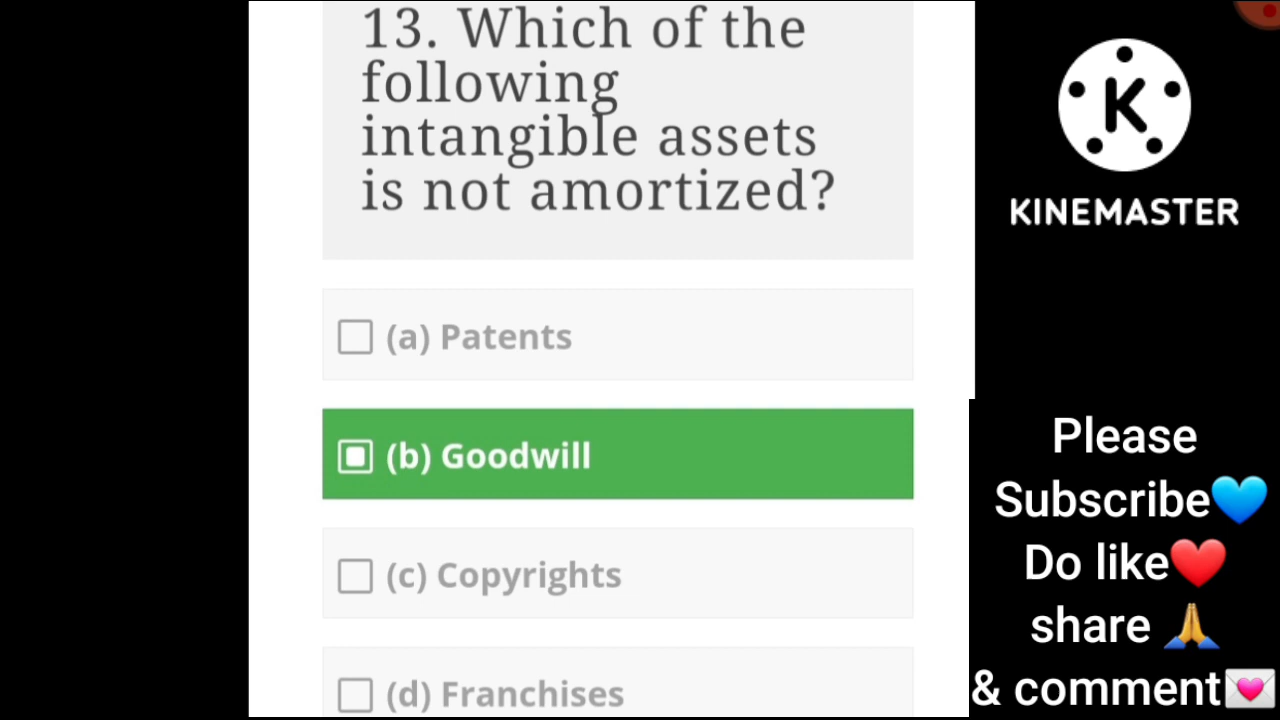 13. Which of the
following
intangible assets
is not amortized?
(a) Patents
(b) Goodwill
(c) Copyrights
(d) Franchises
K
KINEMASTER
Please
Subscribe💙
Do like❤️
share 🙏
& comment💌